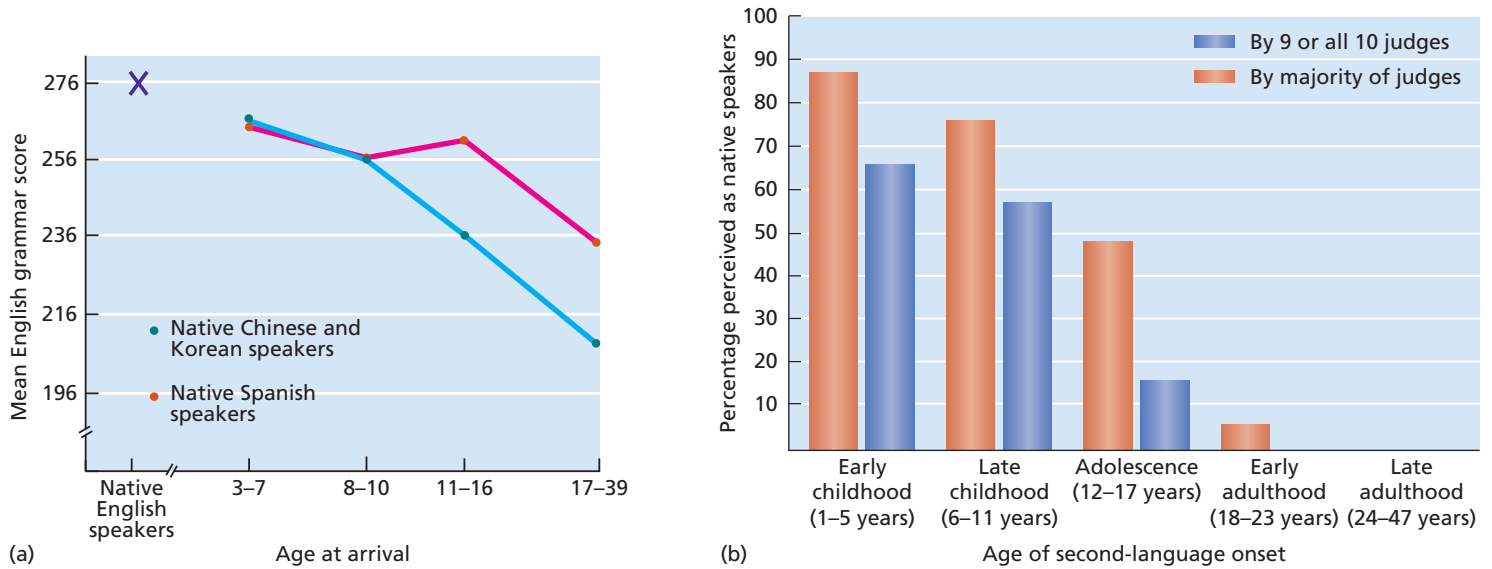 Mean English grammar score
276
256
236
216
196
Native Chinese and
Korean speakers
Native Spanish
speakers
Native
English
speakers
3–7
8–10
11–16
17–39
(a)
Age at arrival
Percentage perceived as native speakers
100
90
80
70
60
50
40
30
20
10
By 9 or all 10 judges
By majority of judges
Early
childhood
(1–5 years)
Late
childhood
(6–11 years)
Adolescence
(12–17 years)
Early
adulthood
(18–23 years)
Late
adulthood
(24–47 years)
(b)
Age of second-language onset